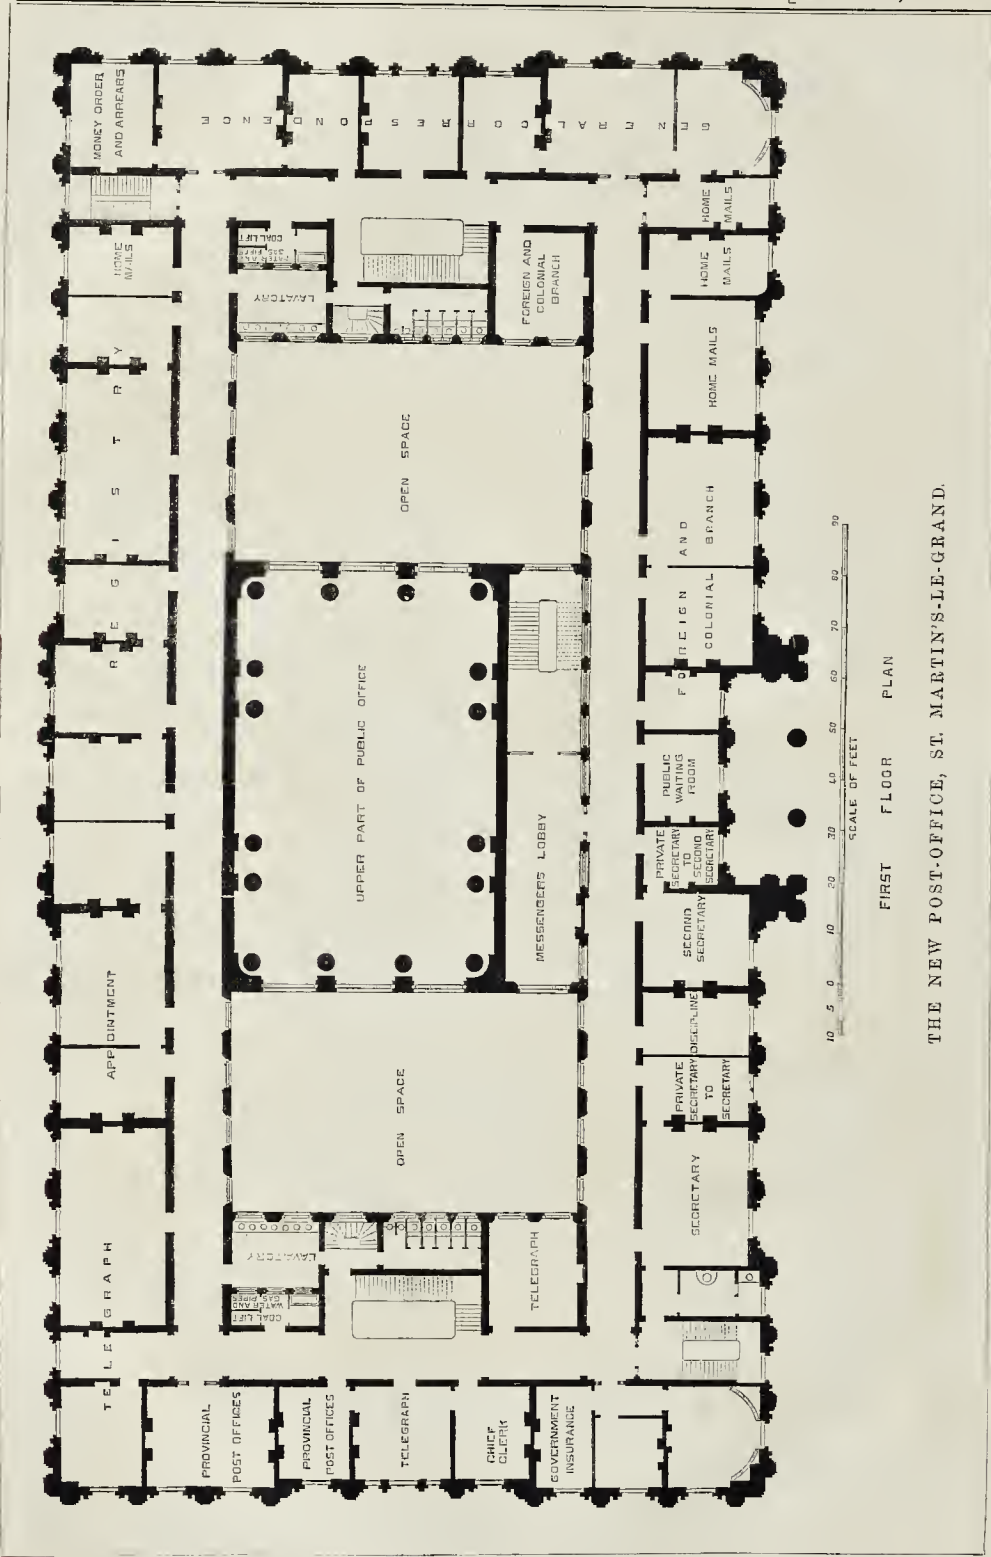 MONEY ORDER
AND ARREARS
GENERAL CORRESPONDENCE
HOME
MAILS
COAL LIFT
WATER AND
GAS PIPES
LAVATORY
FOREIGN AND
COLONIAL
BRANCH
HOME
MAILS
HOME
MAILS
HOME MAILS
REGISTRY
OPEN SPACE
FOREIGN AND
COLONIAL BRANCH
UPPER PART OF PUBLIC OFFICE
MESSENGERS LOBBY
PUBLIC
WAITING
ROOM
PRIVATE
SECRETARY
TO
SECOND
SECRETARY
SECOND
SECRETARY
DISCIPLINE
PRIVATE
SECRETARY
TO
SECRETARY
SECRETARY
APPOINTMENT
OPEN SPACE
TELEGRAPH
LAVATORY
WATER AND
GAS PIPES
COAL LIFT
TELEGRAPH
PROVINCIAL
POST OFFICES
PROVINCIAL
POST OFFICES
TELEGRAPH
CHIEF
CLERK
GOVERNMENT
INSURANCE
10 5 0 10 20 30 40 50 60 70 80 90
SCALE OF FEET
FIRST FLOOR PLAN
THE NEW POST-OFFICE, ST. MARTIN'S-LE-GRAND.